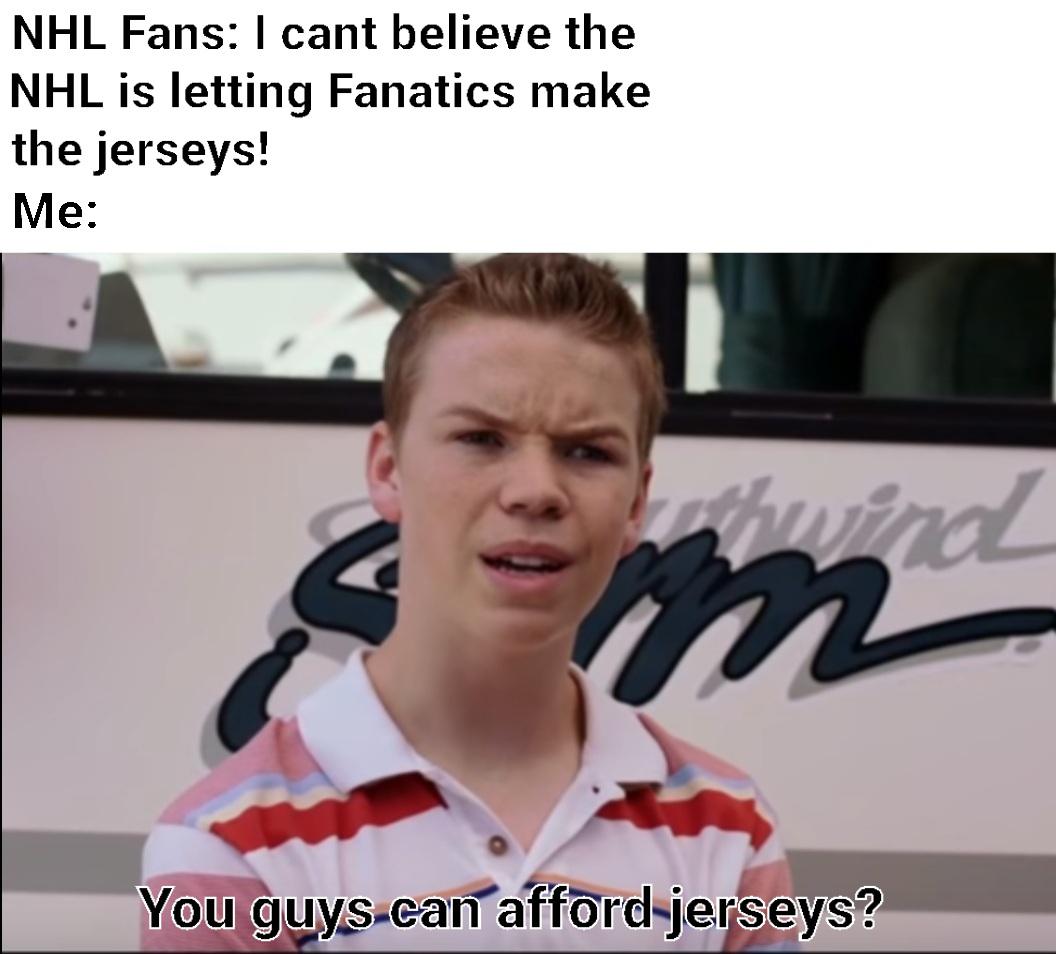 NHL Fans: I cant believe the
NHL is letting Fanatics make
the jerseys!
Me:
You guys can afford jerseys?